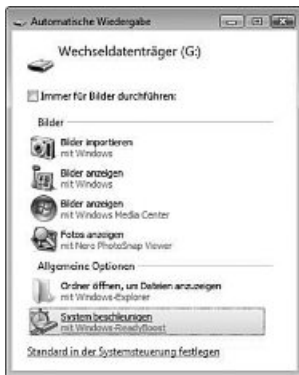 Automatische Wiedergabe
Wechseldatenträger (G:)
Immer für Bilder durchführen:
Bilder
Bilder importieren
mit Windows
Bilder anzeigen
mit Windows
Bilder anzeigen
mit Windows Media Center
Fotos anzeigen
mit Nero PhotoSnap Viewer
Allgemeine Optionen
Ordner öffnen, um Dateien anzuzeigen
mit Windows-Explorer
System beschleunigen
mit Windows-ReadyBoost
Standard in der Systemsteuerung festlegen